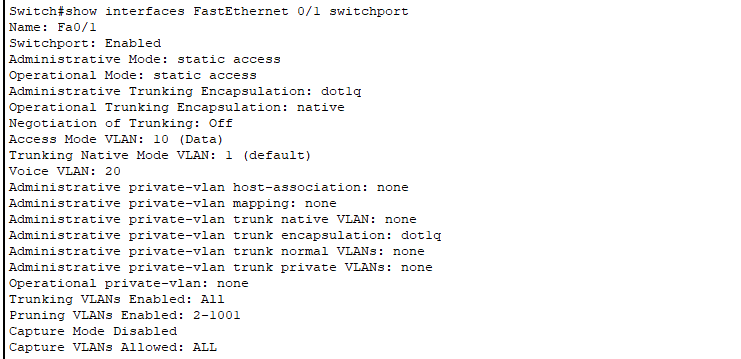 Switch#show interfaces FastEthernet 0/1 switchport
Name: Fa0/1
Switchport: Enabled
Administrative Mode: static access
Operational Mode: static access
Administrative Trunking Encapsulation: dot1q
Operational Trunking Encapsulation: native
Negotiation of Trunking: Off
Access Mode VLAN: 10 (Data)
Trunking Native Mode VLAN: 1 (default)
Voice VLAN: 20
Administrative private-vlan host-association: none
Administrative private-vlan mapping: none
Administrative private-vlan trunk native VLAN: none
Administrative private-vlan trunk encapsulation: dot1q
Administrative private-vlan trunk normal VLANs: none
Administrative private-vlan trunk private VLANs: none
Operational private-vlan: none
Trunking VLANs Enabled: All
Pruning VLANs Enabled: 2-1001
Capture Mode Disabled
Capture VLANs Allowed: ALL